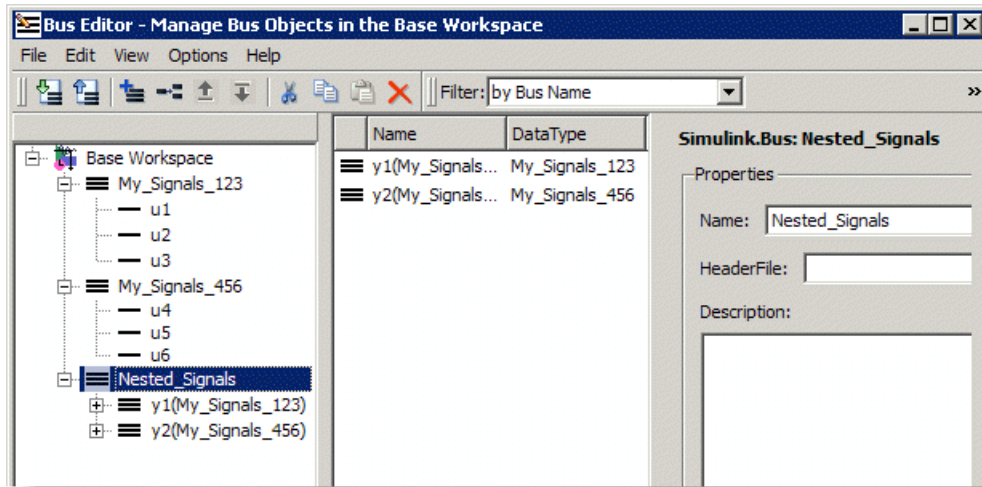 Bus Editor - Manage Bus Objects in the Base Workspace
File Edit View Options Help
Filter: by Bus Name »
Base Workspace
My_Signals_123
u1
u2
u3
My_Signals_456
u4
u5
u6
Nested_Signals
y1(My_Signals_123)
y2(My_Signals_456)
Name DataType
y1(My_Signals... My_Signals_123
y2(My_Signals... My_Signals_456
Simulink.Bus: Nested_Signals
Properties
Name: Nested_Signals
HeaderFile:
Description: